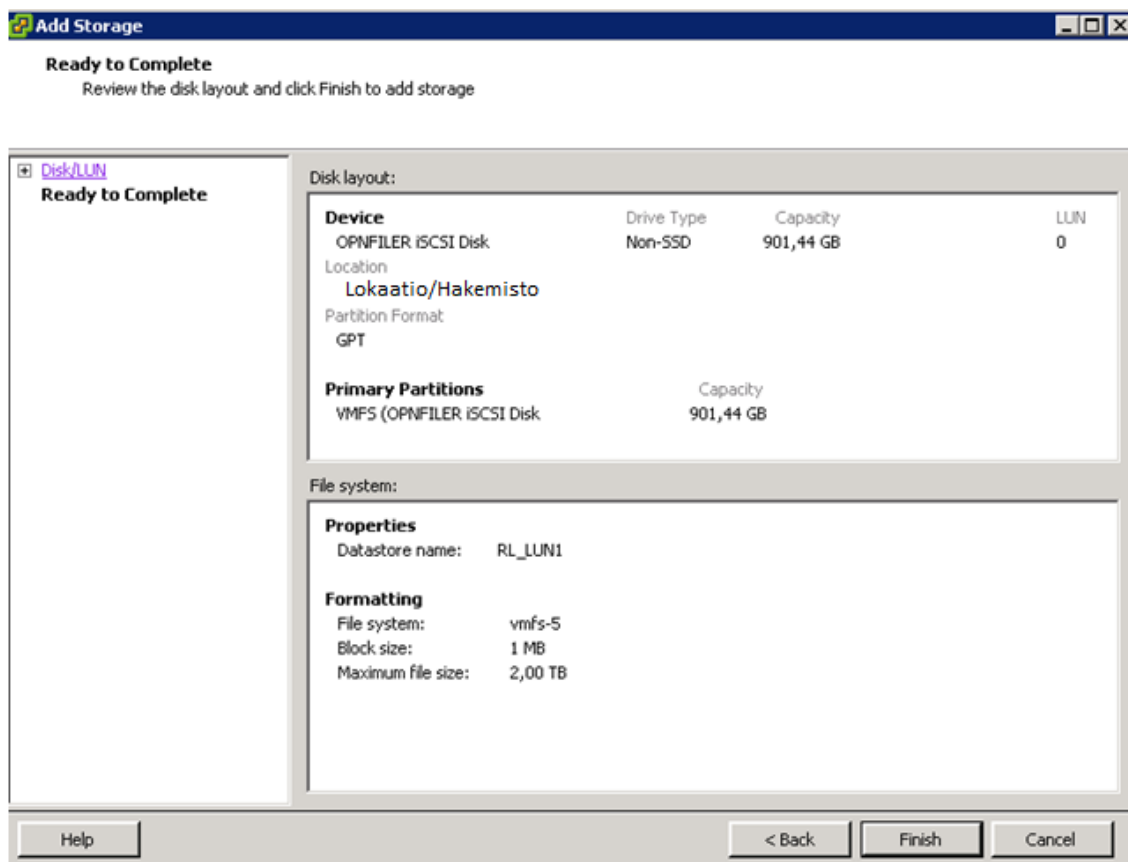 Add Storage
Ready to Complete
Review the disk layout and click Finish to add storage
Disk/LUN
Ready to Complete
Disk layout:
Device Drive Type Capacity LUN
OPNFILER iSCSI Disk Non-SSD 901,44 GB 0
Location
Lokaatio/Hakemisto
Partition Format
GPT
Primary Partitions Capacity
VMFS (OPNFILER iSCSI Disk 901,44 GB
File system:
Properties
Datastore name: RL_LUN1
Formatting
File system: vmfs-5
Block size: 1 MB
Maximum file size: 2,00 TB
Help < Back Finish Cancel